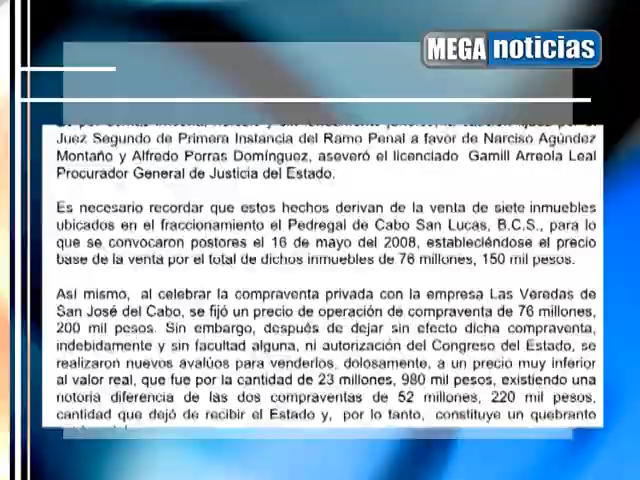 MEGA noticias
Juez Segundo de Primera Instancia del Ramo Penal a favor de Narciso Agúndez
Montaño y Alfredo Porras Domínguez, aseveró el licenciado Gamill Arreola Leal
Procurador General de Justicia del Estado.
Es necesario recordar que estos hechos derivan de la venta de siete inmuebles
ubicados en el fraccionamiento el Pedregal de Cabo San Lucas, B.C.S., para lo
que se convocaron postores el 16 de mayo del 2008, estableciéndose el precio
base de la venta por el total de dichos inmuebles de 76 millones, 150 mil pesos.
Así mismo, al celebrar la compraventa privada con la empresa Las Veredas de
San José del Cabo, se fijó un precio de operación de compraventa de 76 millones,
200 mil pesos. Sin embargo, después de dejar sin efecto dicha compraventa,
indebidamente y sin facultad alguna, ni autorización del Congreso del Estado, se
realizaron nuevos avalúos para venderlos, dolosamente, a un precio muy inferior
al valor real, que fue por la cantidad de 23 millones, 980 mil pesos, existiendo una
notoria diferencia de las dos compraventas de 52 millones, 220 mil pesos,
cantidad que dejó de recibir el Estado y, por lo tanto, constituye un quebranto